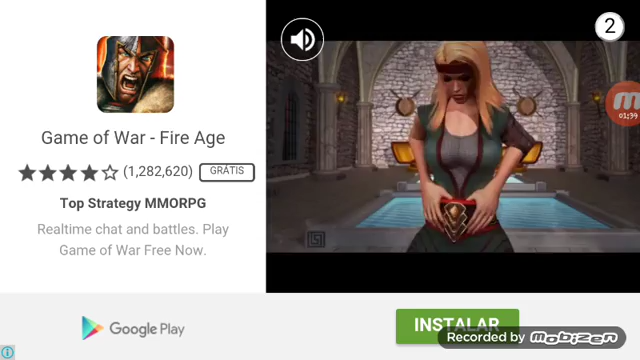 2
01:39
Game of War - Fire Age
(1,282,620) GRÁTIS
Top Strategy MMORPG
Realtime chat and battles. Play
Game of War Free Now.
Google Play
INSTALAR
Recorded by mobizen